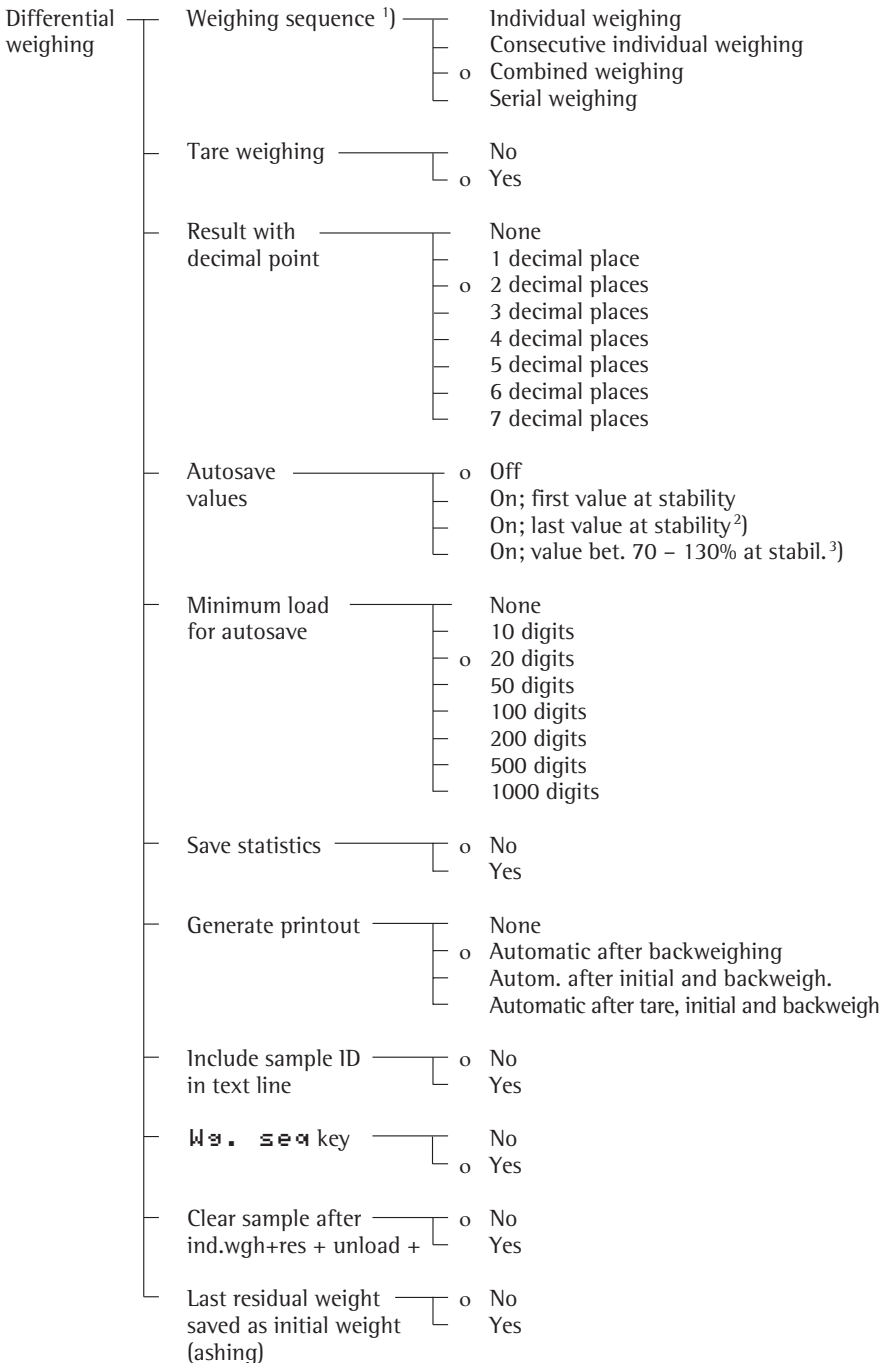 Differential weighing
Weighing sequence ¹)
Individual weighing
Consecutive individual weighing
o Combined weighing
Serial weighing
Tare weighing
No
o Yes
Result with
decimal point
None
1 decimal place
o 2 decimal places
3 decimal places
4 decimal places
5 decimal places
6 decimal places
7 decimal places
Autosave
values
o Off
On; first value at stability
On; last value at stability ²)
On; value bet. 70 – 130% at stabil. ³)
Minimum load
for autosave
None
10 digits
o 20 digits
50 digits
100 digits
200 digits
500 digits
1000 digits
Save statistics
o No
Yes
Generate printout
None
o Automatic after backweighing
Autom. after initial and backweigh.
Automatic after tare, initial and backweigh
Include sample ID
in text line
o No
Yes
Wg. seq key
No
o Yes
Clear sample after
ind.wgh+res + unload +
o No
Yes
Last residual weight
saved as initial weight
(ashing)
o No
Yes